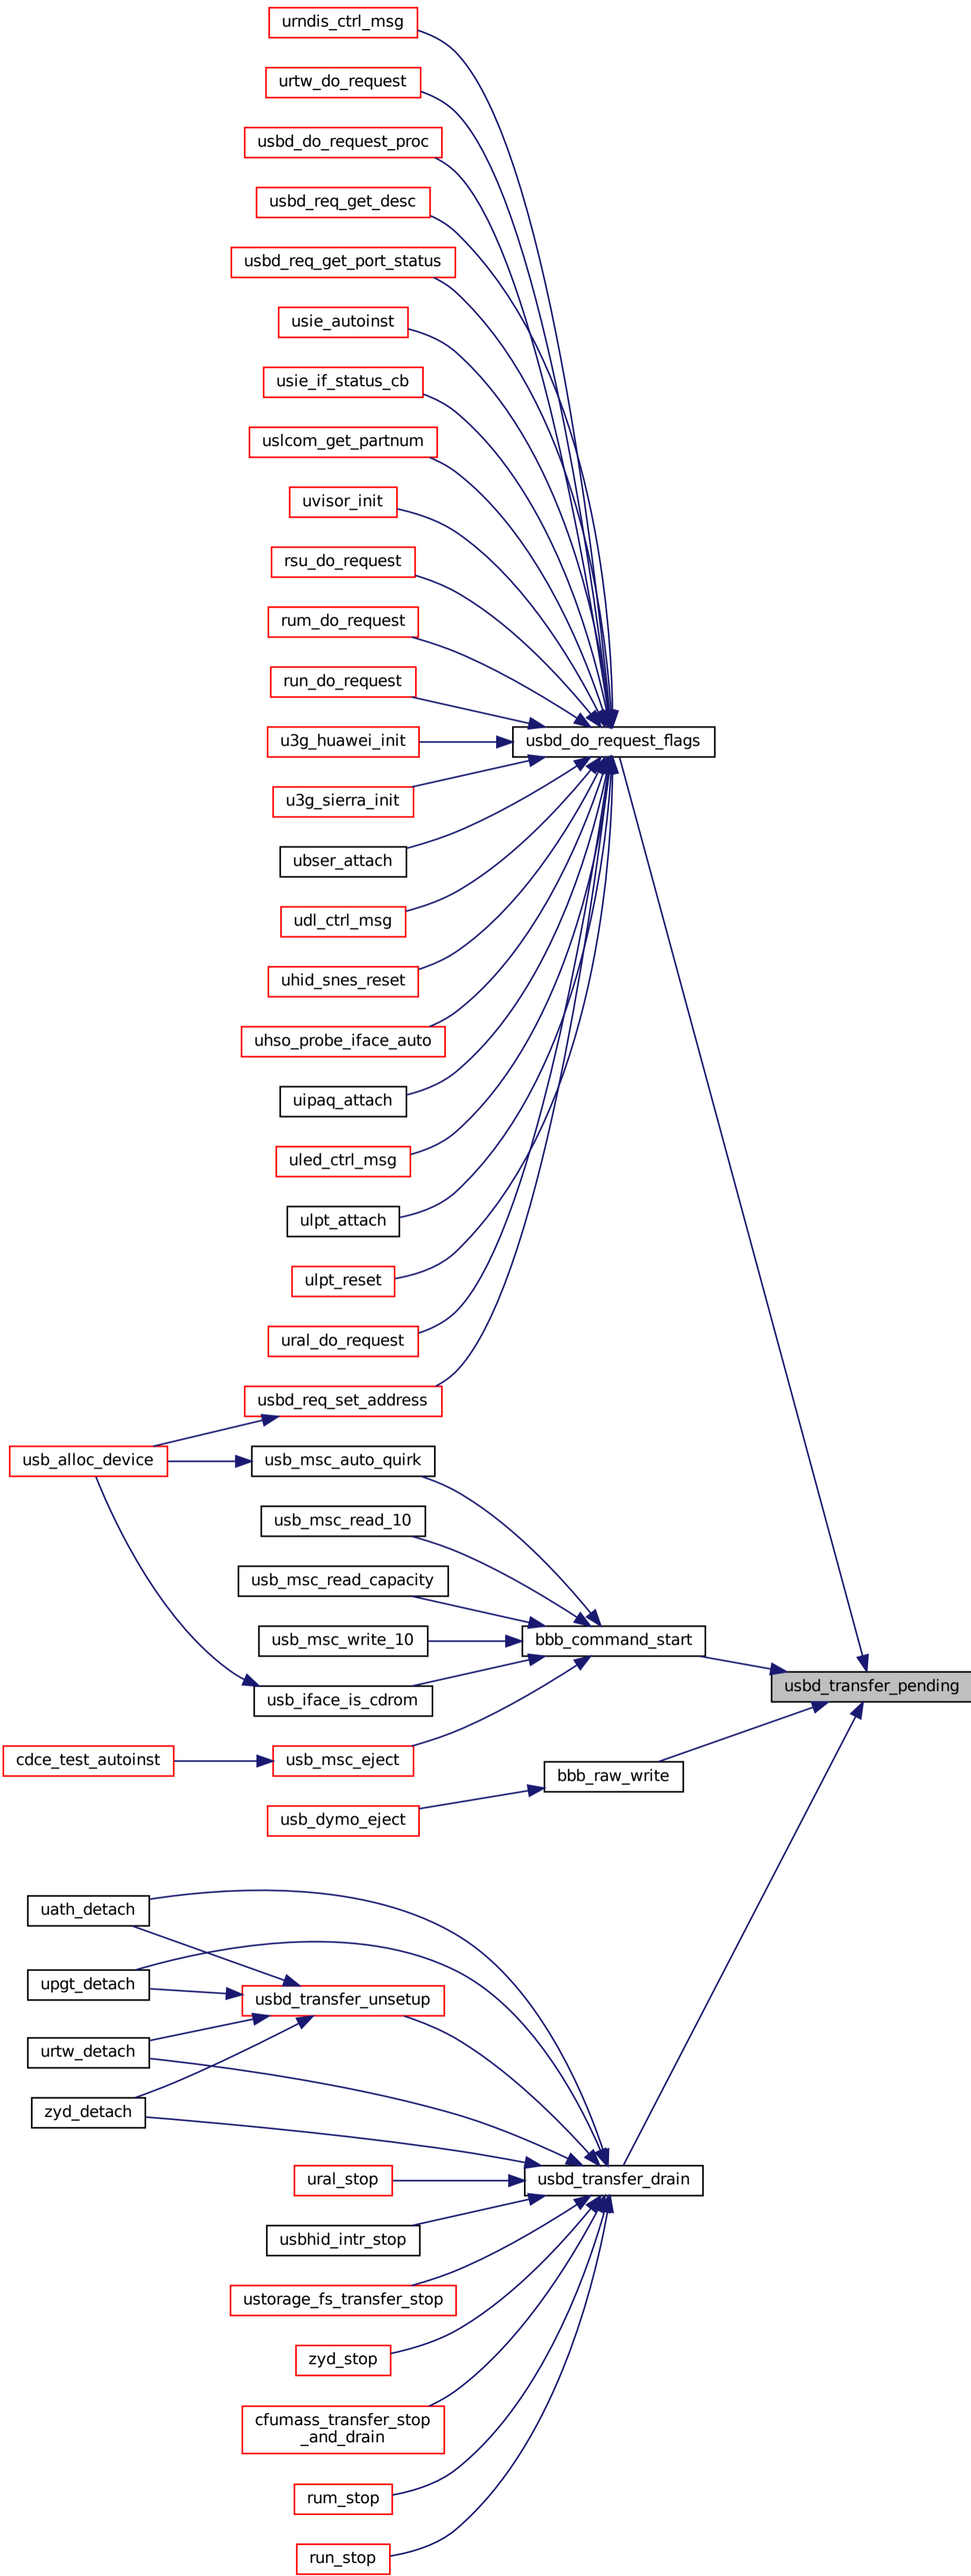 urndis_ctrl_msg
urtw_do_request
usbd_do_request_proc
usbd_req_get_desc
usbd_req_get_port_status
usie_autoinst
usie_if_status_cb
uslcom_get_partnum
uvisor_init
rsu_do_request
rum_do_request
run_do_request
u3g_huawei_init
usbd_do_request_flags
u3g_sierra_init
ubser_attach
udl_ctrl_msg
uhid_snes_reset
uhso_probe_iface_auto
uipaq_attach
uled_ctrl_msg
ulpt_attach
ulpt_reset
ural_do_request
usbd_req_set_address
usb_alloc_device
usb_msc_auto_quirk
usb_msc_read_10
usb_msc_read_capacity
usb_msc_write_10
bbb_command_start
usbd_transfer_pending
usb_iface_is_cdrom
cdce_test_autoinst
usb_msc_eject
bbb_raw_write
usb_dymo_eject
uath_detach
upgt_detach
usbd_transfer_unsetup
urtw_detach
zyd_detach
ural_stop
usbd_transfer_drain
usbhid_intr_stop
ustorage_fs_transfer_stop
zyd_stop
cfumass_transfer_stop
_and_drain
rum_stop
run_stop